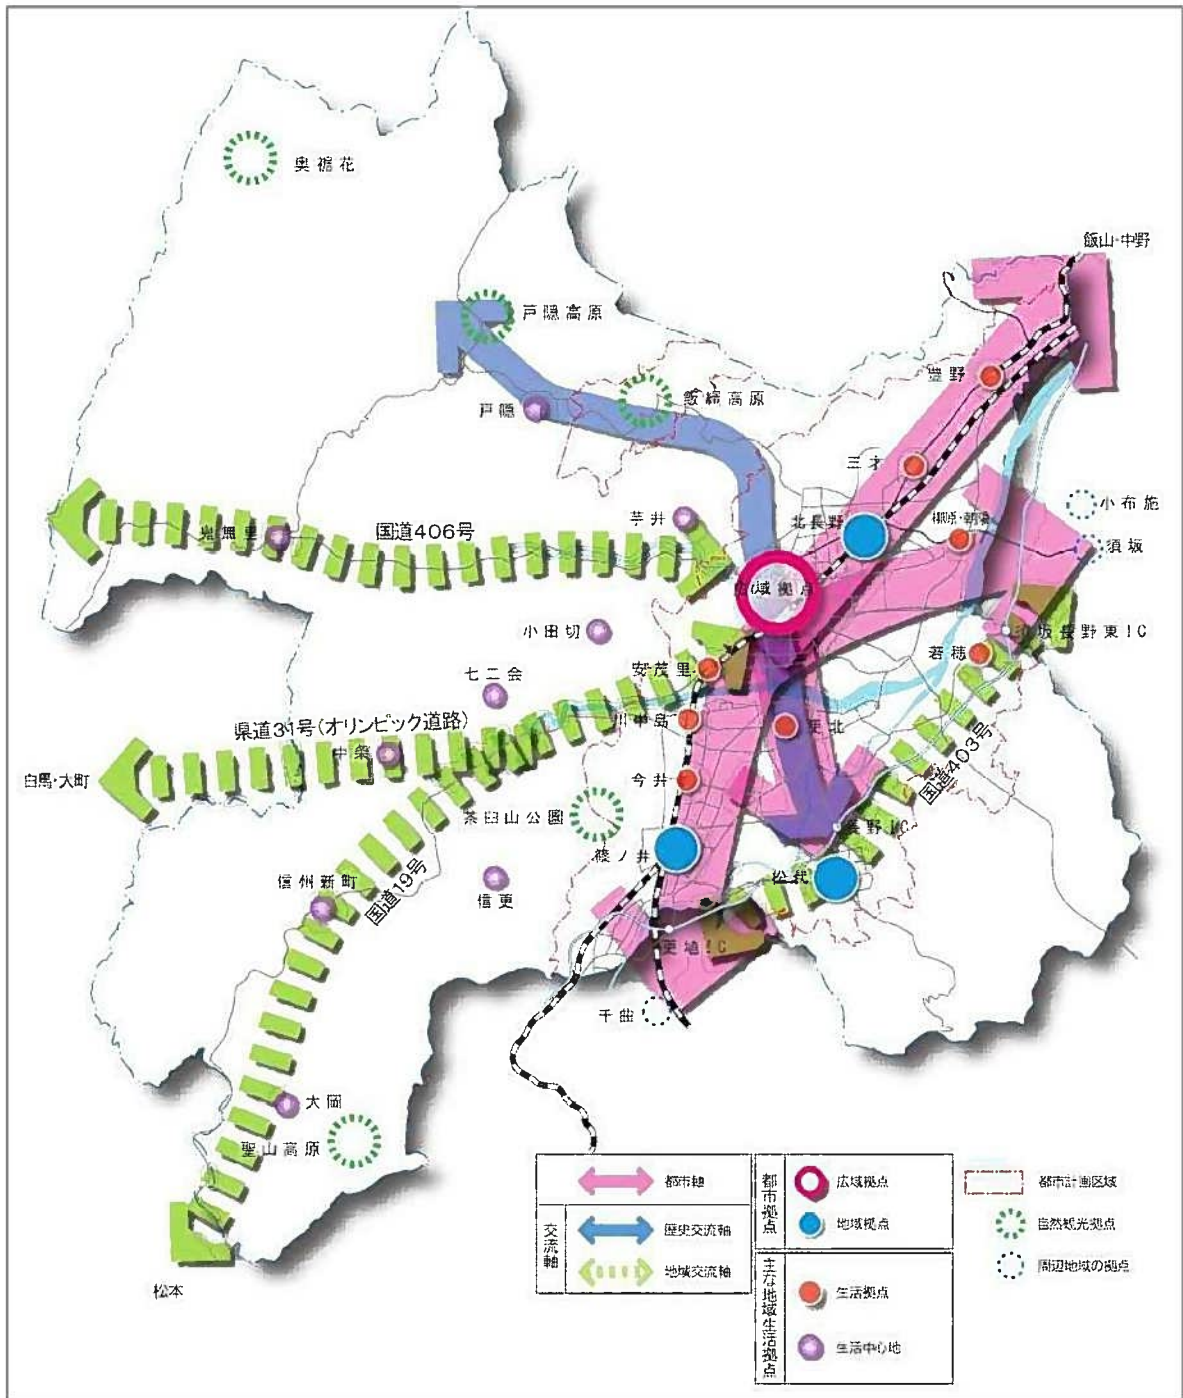 奥裾花
飯山・中野
戸隠高原
豊野
飯綱高原
戸隠
三才
小布施
芋井
北長野
柳原・朝陽
国道406号
鬼無里
須坂
広域拠点
小田切
須坂長野東IC
若穂
安茂里
七二会
川中島
更北
県道31号(オリンピック道路)
中条
国道403号
白馬・大町
今井
茶臼山公園
長野IC
篠ノ井
松代
信州新町
信更
国道19号
更埴IC
千曲
大岡
聖山高原
松本
都市軸
交流軸
歴史交流軸
地域交流軸
都市拠点
広域拠点
地域拠点
主な地域生活拠点
生活拠点
生活中心地
都市計画区域
自然観光拠点
周辺地域の拠点